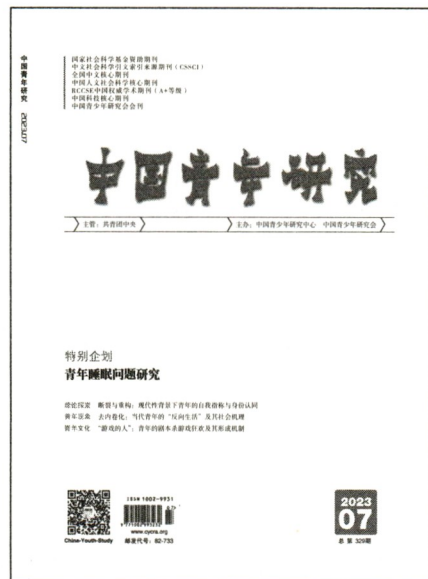 中国青年研究 2023.07
国家社会科学基金资助期刊
中文社会科学引文索引来源期刊(CSSCI)
全国中文核心期刊
中国人文社会科学核心期刊
RCCSE中国权威学术期刊(A+等级)
中国科技核心期刊
中国青少年研究会会刊
中国青年研究
主管:共青团中央
主办:中国青少年研究中心 中国青少年研究会
特别企划
青年睡眠问题研究
理论探索 断裂与重构:现代性背景下青年的自我指称与身份认同
青年现象 去内卷化:当代青年的“反向生活”及其社会机理
青年文化 “游戏的人”:青年的剧本杀游戏狂欢及其形成机制
ISSN 1002-9931
9 771002 993233
07>
www.cycra.org
China-Youth-Study
邮发代号:82-733
2023
07
总第329期